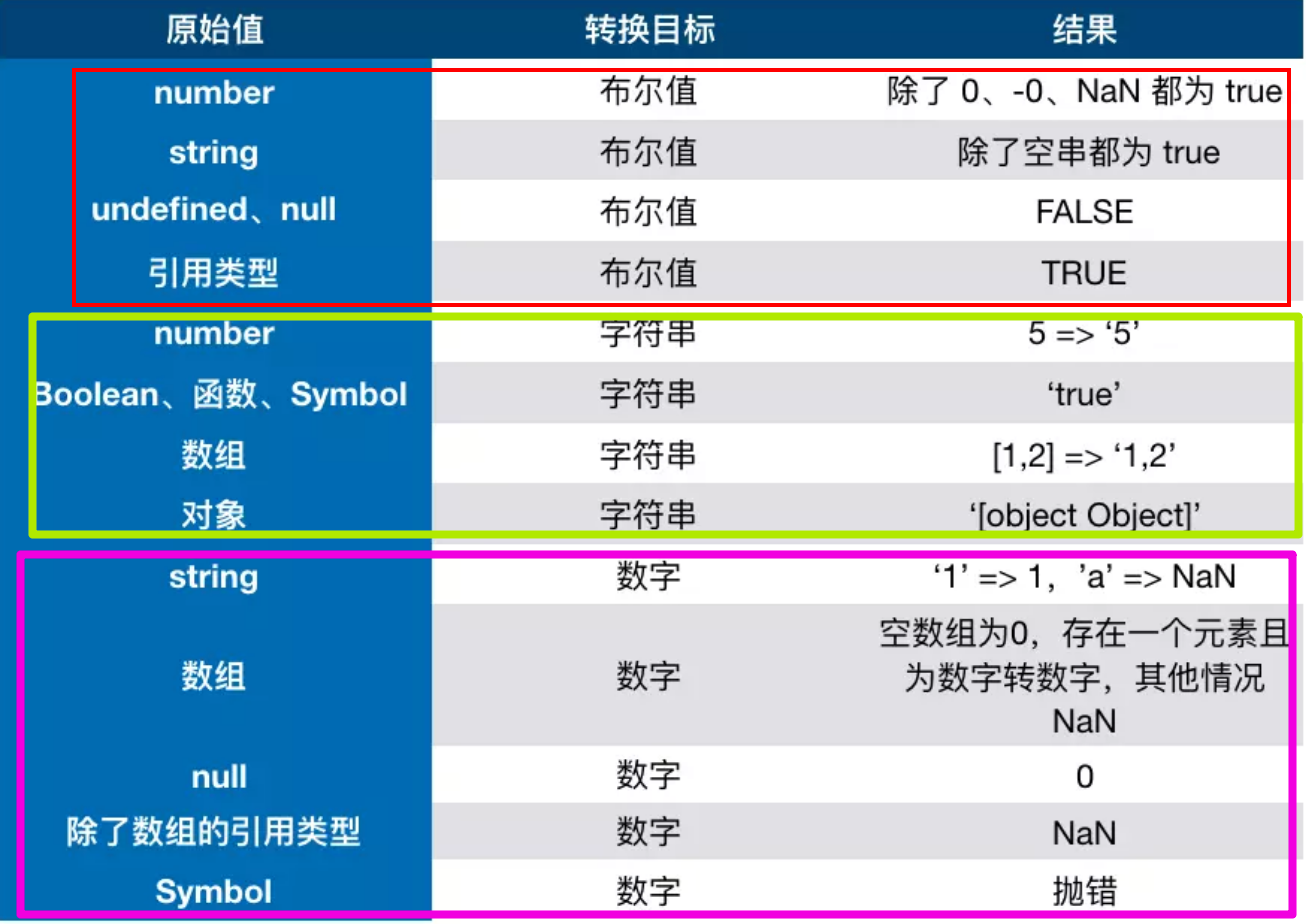 原始值 转换目标 结果
number 布尔值 除了 0、-0、NaN 都为 true
string 布尔值 除了空串都为 true
undefined、null 布尔值 FALSE
引用类型 布尔值 TRUE
number 字符串 5 => ‘5’
Boolean、函数、Symbol 字符串 ‘true’
数组 字符串 [1,2] => ‘1,2’
对象 字符串 ‘[object Object]’
string 数字 ‘1’ => 1，’a’ => NaN
数组 数字 空数组为0，存在一个元素且
为数字转数字，其他情况
NaN
null 数字 0
除了数组的引用类型 数字 NaN
Symbol 数字 抛错